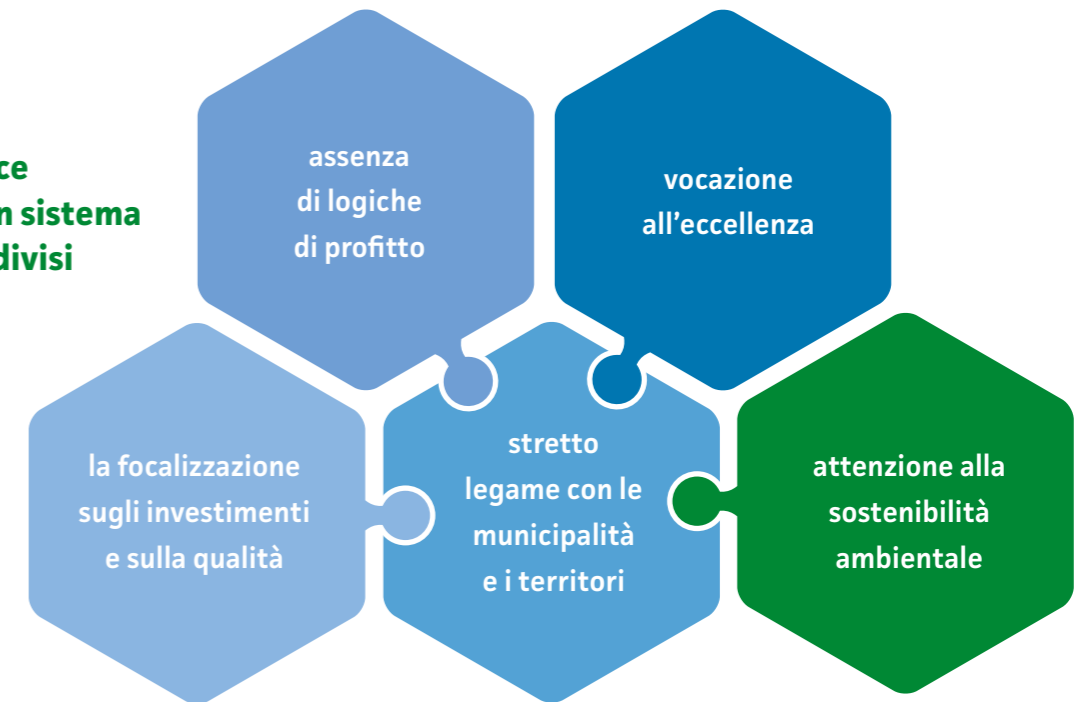 ce
n sistema
divisi
assenza
di logiche
di profitto
vocazione
all’eccellenza
la focalizzazione
sugli investimenti
e sulla qualità
stretto
legame con le
municipalità
e i territori
attenzione alla
sostenibilità
ambientale